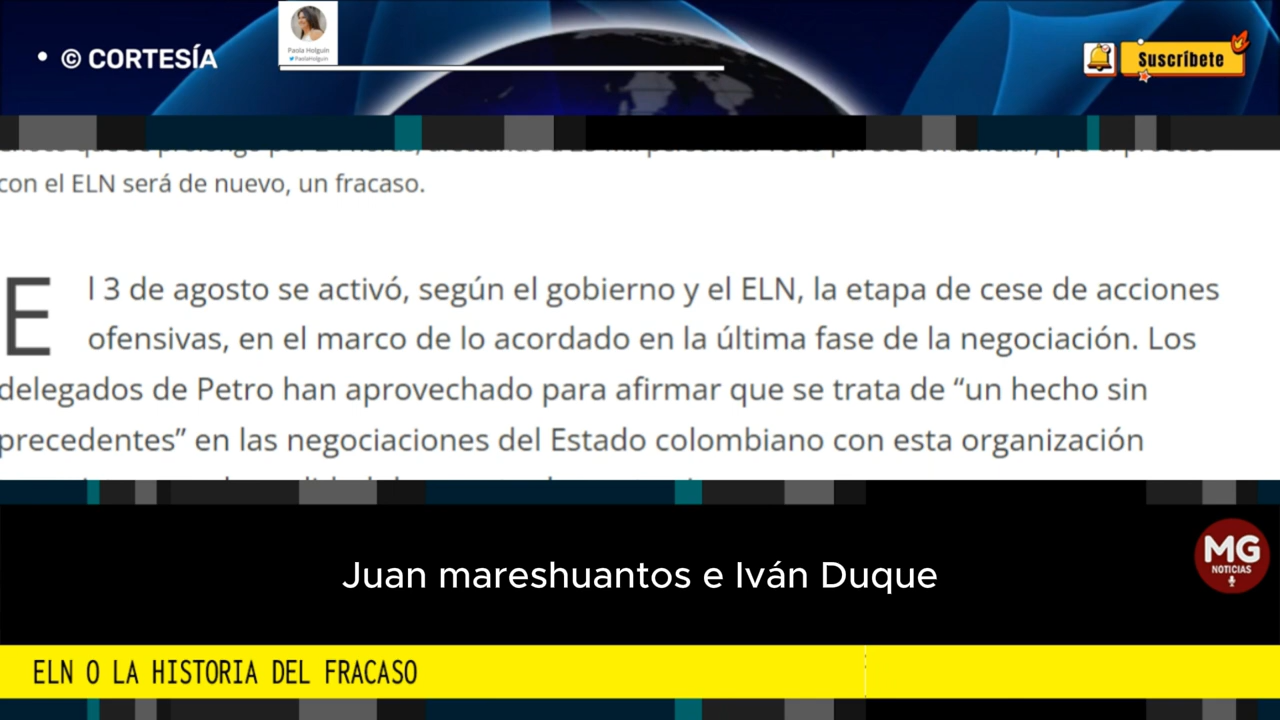 • © CORTESÍA
Paola Holguín
@PaolaHolguin
Suscríbete
con el ELN será de nuevo, un fracaso.
El 3 de agosto se activó, según el gobierno y el ELN, la etapa de cese de acciones
ofensivas, en el marco de lo acordado en la última fase de la negociación. Los
delegados de Petro han aprovechado para afirmar que se trata de “un hecho sin
precedentes” en las negociaciones del Estado colombiano con esta organización
Juan mareshuantos e Iván Duque
MG
NOTICIAS
ELN O LA HISTORIA DEL FRACASO